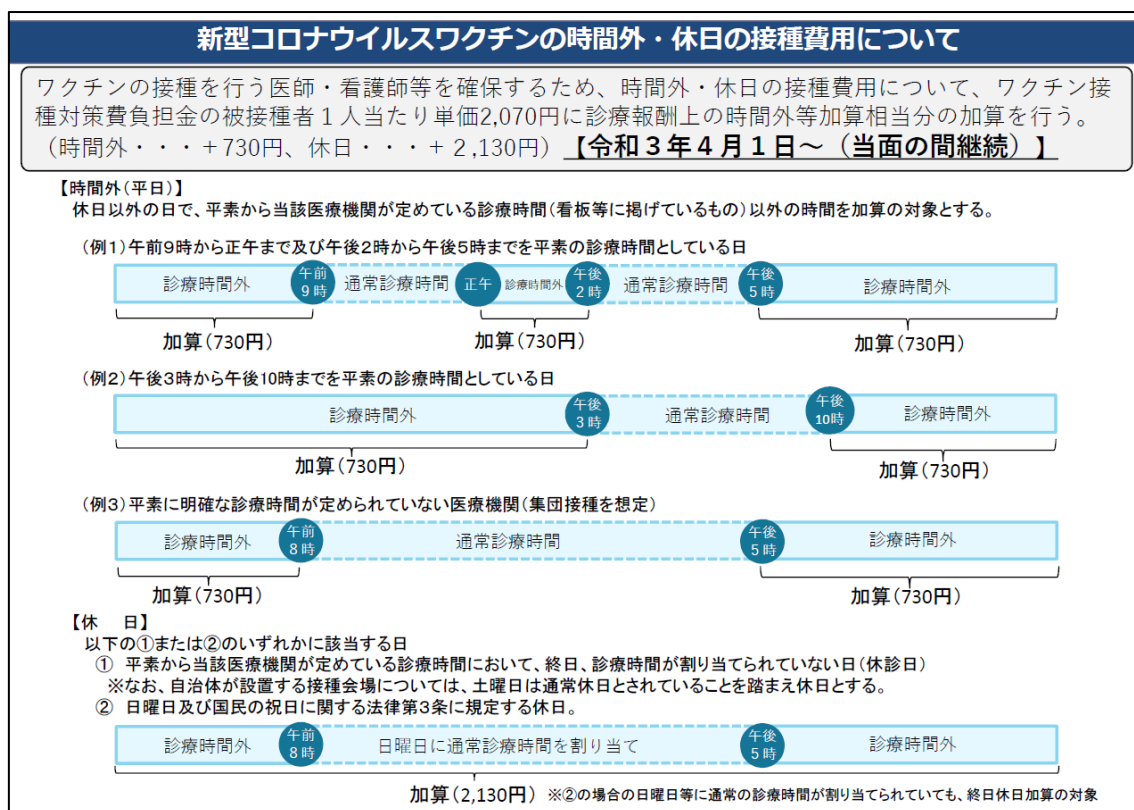 新型コロナウイルスワクチンの時間外・休日の接種費用について
ワクチンの接種を行う医師・看護師等を確保するため、時間外・休日の接種費用について、ワクチン接
種対策費負担金の被接種者１人当たり単価2,070円に診療報酬上の時間外等加算相当分の加算を行う。
（時間外・・・＋730円、休日・・・＋２,130円）【令和３年４月１日～（当面の間継続）】
【時間外（平日）】
休日以外の日で、平素から当該医療機関が定めている診療時間（看板等に掲げているもの）以外の時間を加算の対象とする。
（例１）午前９時から正午まで及び午後２時から午後５時までを平素の診療時間としている日
診療時間外 午前９時 通常診療時間 正午 診療時間外 午後２時 通常診療時間 午後５時 診療時間外
加算（730円） 加算（730円） 加算（730円）
（例２）午後３時から午後10時までを平素の診療時間としている日
診療時間外 午後３時 通常診療時間 午後10時 診療時間外
加算（730円） 加算（730円）
（例３）平素に明確な診療時間が定められていない医療機関（集団接種を想定）
診療時間外 午前８時 通常診療時間 午後５時 診療時間外
加算（730円） 加算（730円）
【休　日】
以下の①または②のいずれかに該当する日
①　平素から当該医療機関が定めている診療時間において、終日、診療時間が割り当てられていない日（休診日）
※なお、自治体が設置する接種会場については、土曜日は通常休日とされていることを踏まえ休日とする。
②　日曜日及び国民の祝日に関する法律第３条に規定する休日。
診療時間外 午前８時 日曜日に通常診療時間を割り当て 午後５時 診療時間外
加算（2,130円） ※②の場合の日曜日等に通常の診療時間が割り当てられていても、終日休日加算の対象